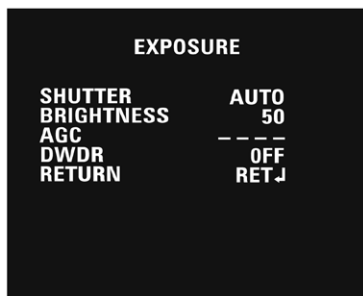 EXPOSURE
SHUTTER AUTO
BRIGHTNESS 50
AGC – – – –
DWDR OFF
RETURN RET↲